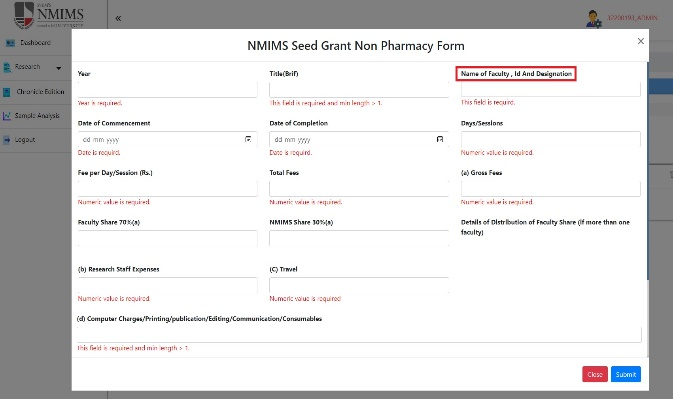 SVKM'S
NMIMS
«
32200193_ADMIN
Dashboard
Research
Chronicle Edition
Sample Analysis
Logout
NMIMS Seed Grant Non Pharmacy Form
×
Year
Title(Brif)
Name of Faculty , Id And Designation
Year is required.
This field is required and min length > 1.
This field is requird.
Date of Commencement
Date of Completion
Days/Sessions
dd-mm-yyyy
dd-mm-yyyy
Date is requird.
Date is requird.
Numeric value is required.
Fee per Day/Session (Rs.)
Total Fees
(a) Gross Fees
Numeric value is required.
Numeric value is required.
Numeric value is required.
Faculty Share 70%(a)
NMIMS Share 30%(a)
Details of Distribution of Faculty Share (if more than one
faculty)
(b) Research Staff Expenses
(C) Travel
Numeric value is required.
Numeric value is required
(d) Computer Charges/Printing/publication/Editing/Communication/Consumables
This field is required and min length > 1.
Close
Submit